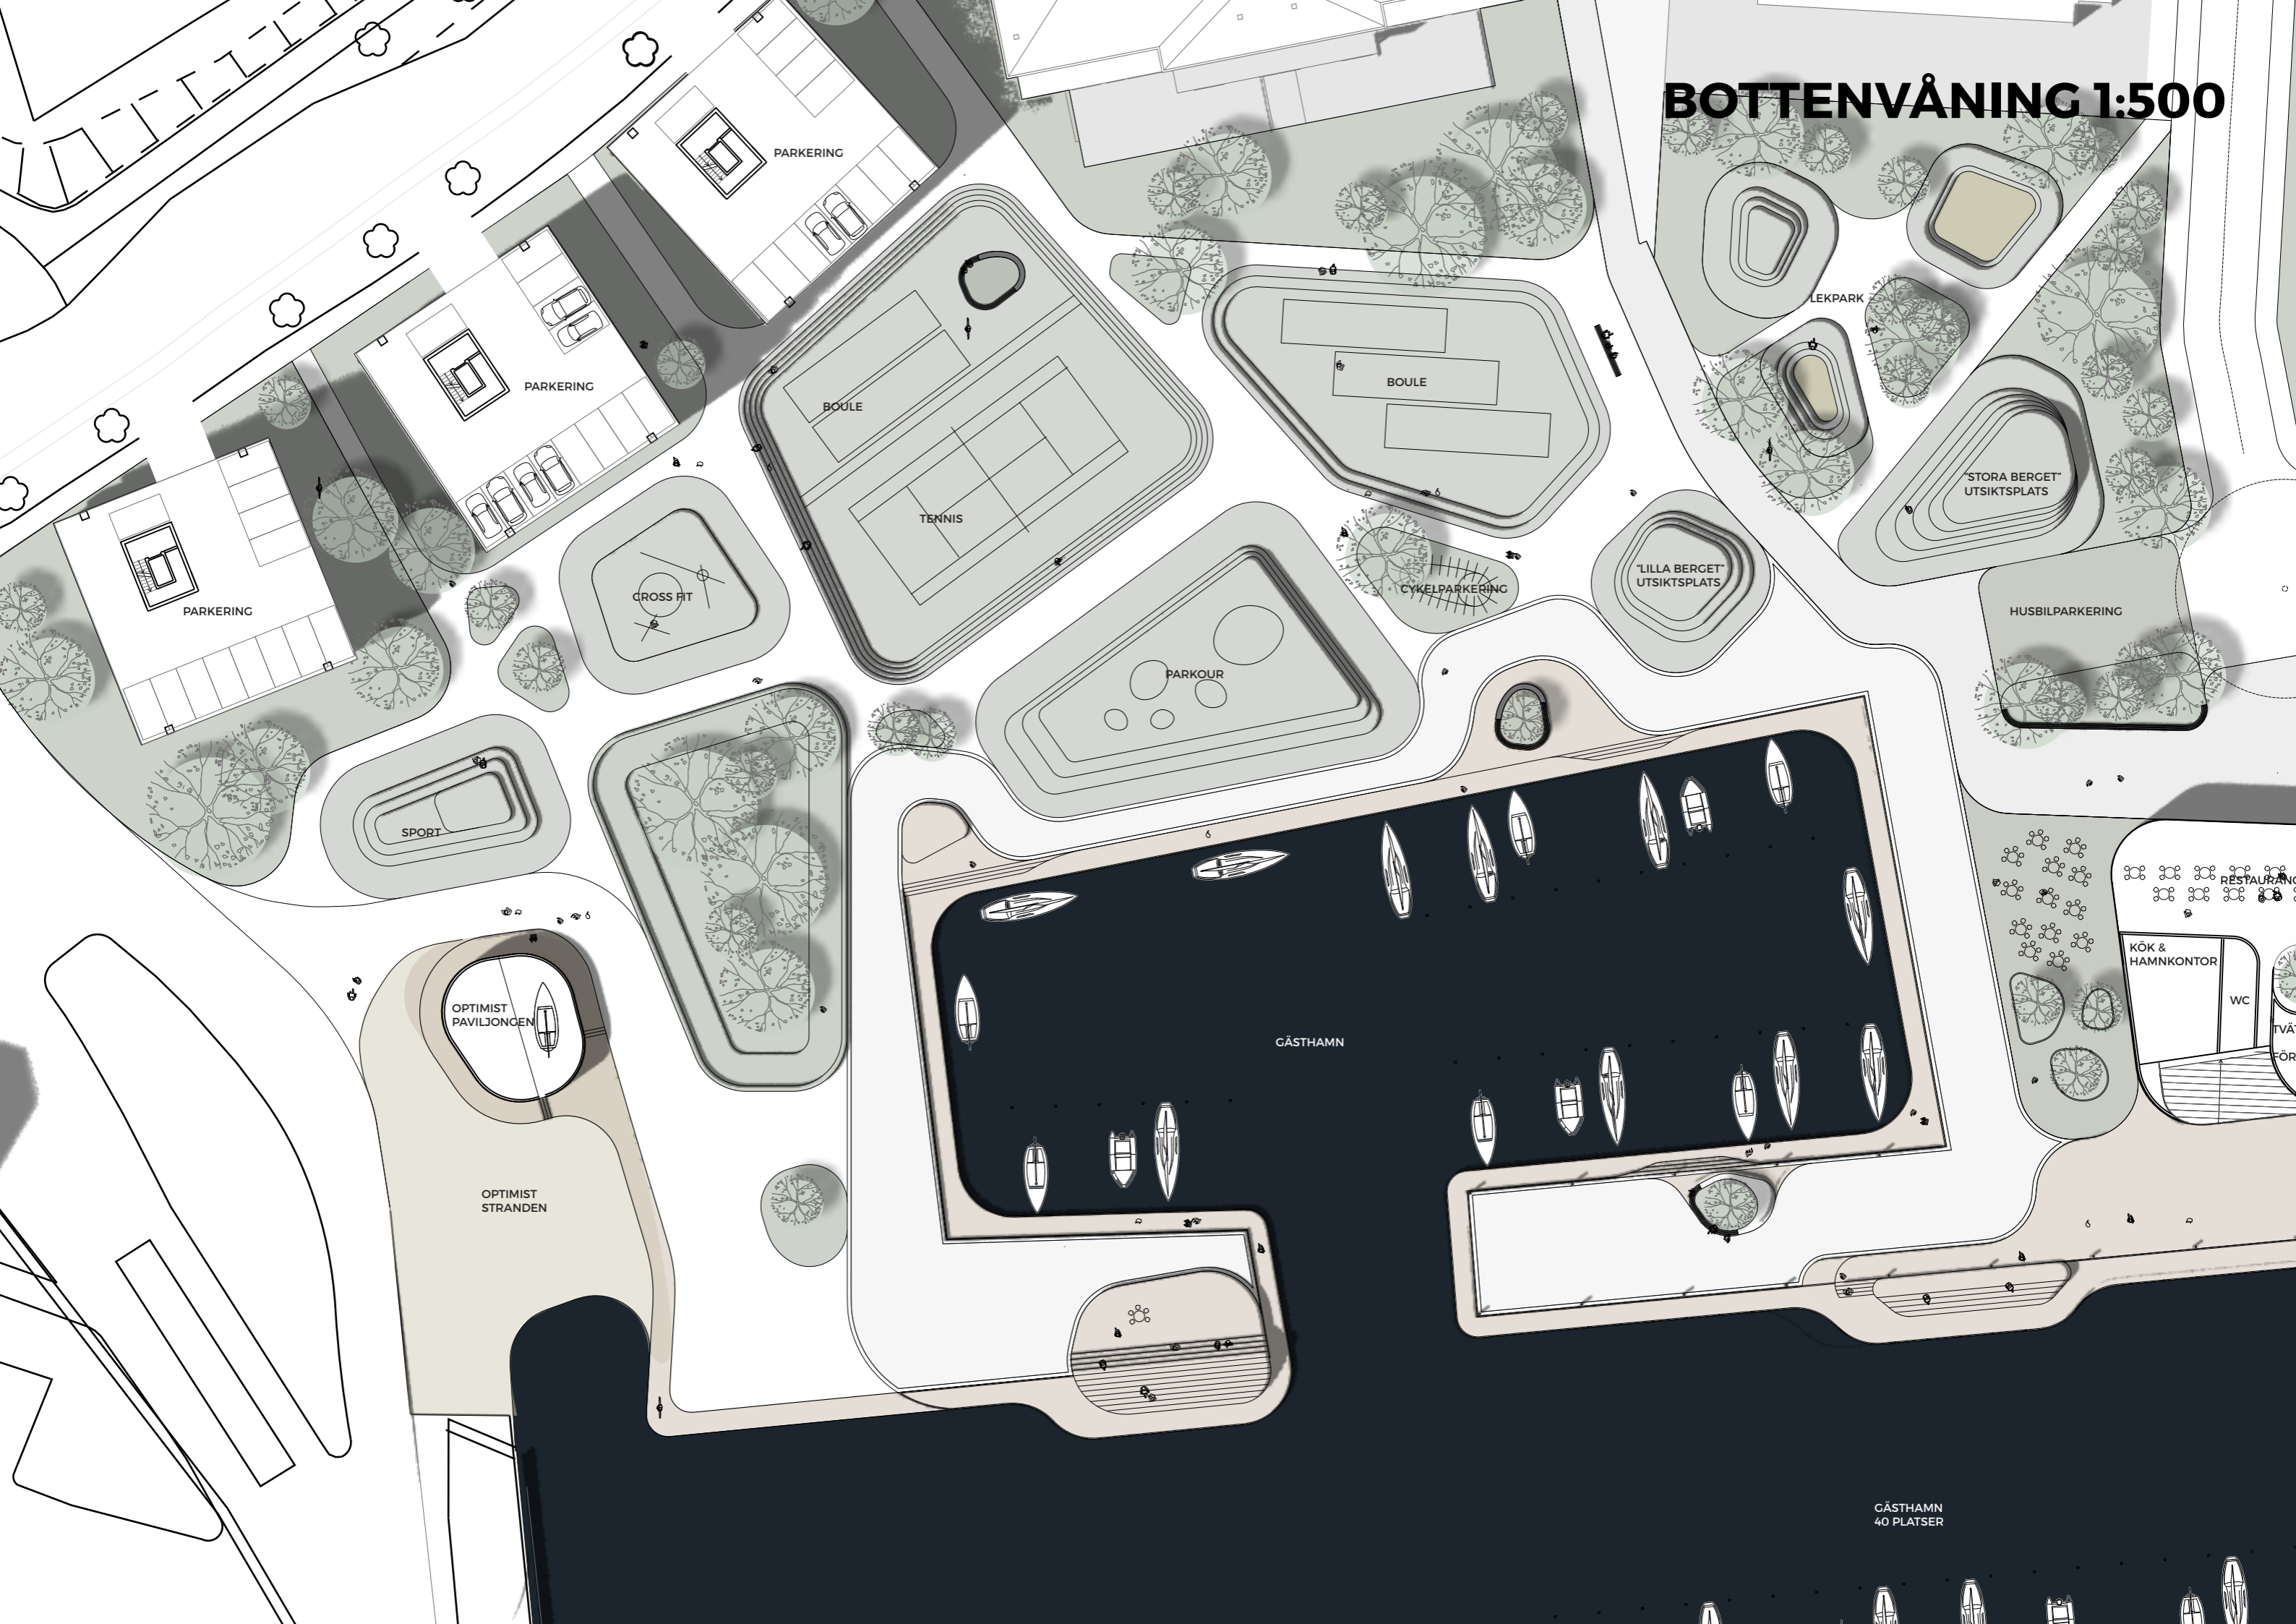 BOTTENVÅNING 1:500
PARKERING
PARKERING
PARKERING
BOULE
TENNIS
BOULE
LEKPARK
"STORA BERGET"
UTSIKTSPLATS
CROSS FIT
CYKELPARKERING
"LILLA BERGET"
UTSIKTSPLATS
HUSBILPARKERING
PARKOUR
SPORT
RESTAURANG
KÖK &
HAMNKONTOR
WC
OPTIMIST
PAVILJONGEN
GÄSTHAMN
OPTIMIST
STRANDEN
GÄSTHAMN
40 PLATSER